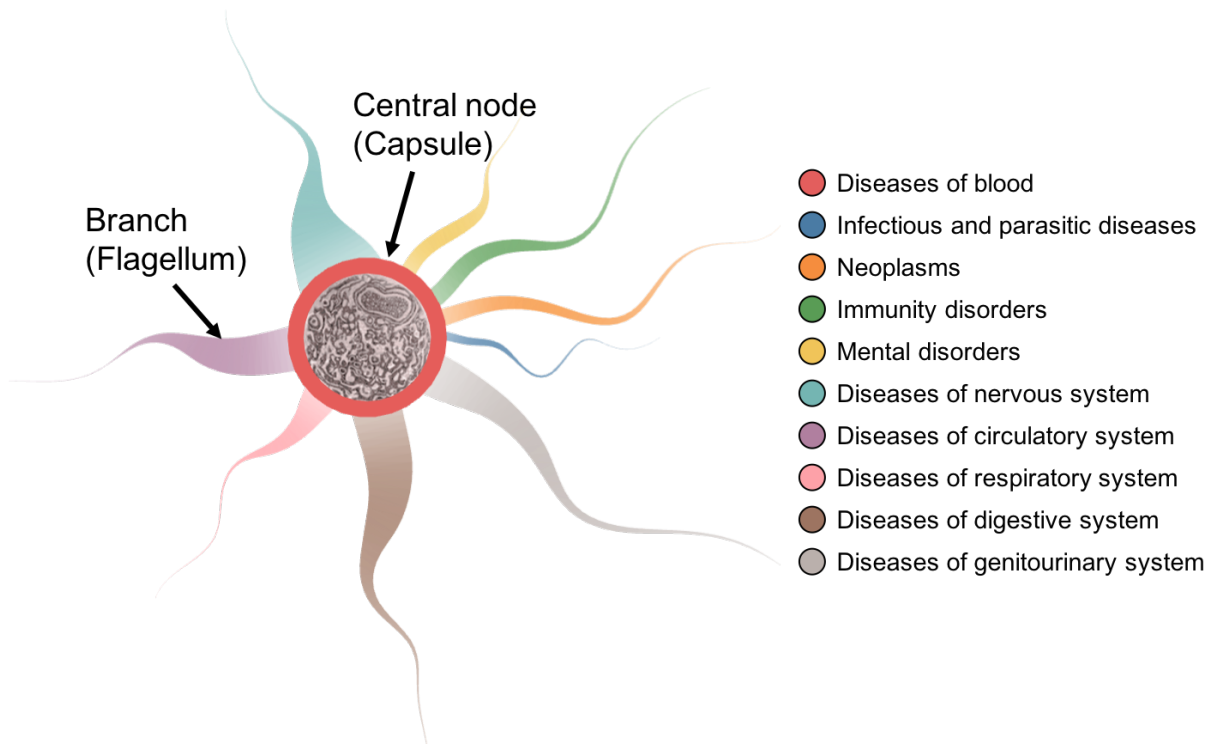 Central node
(Capsule)
Branch
(Flagellum)
Diseases of blood
Infectious and parasitic diseases
Neoplasms
Immunity disorders
Mental disorders
Diseases of nervous system
Diseases of circulatory system
Diseases of respiratory system
Diseases of digestive system
Diseases of genitourinary system